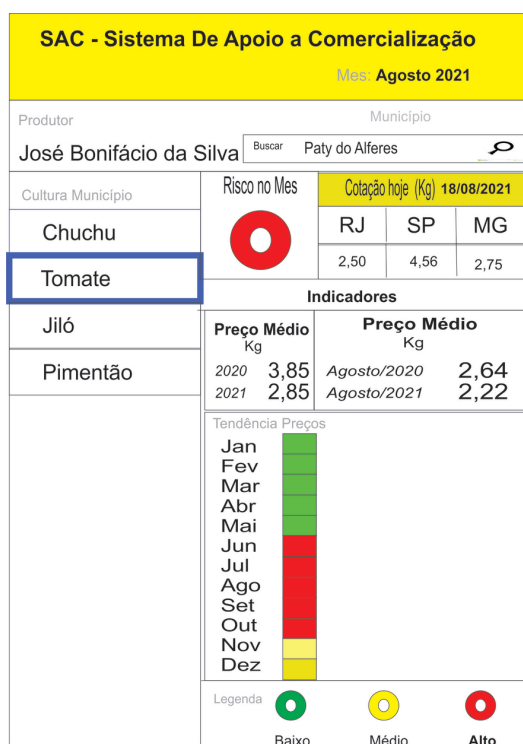 SAC - Sistema De Apoio a Comercialização
Mes: Agosto 2021
Produtor
Município
José Bonifácio da Silva
Buscar Paty do Alferes
Cultura Município
Chuchu
Tomate
Jiló
Pimentão
Risco no Mes
Cotação hoje (Kg) 18/08/2021
RJ SP MG
2,50 4,56 2,75
Indicadores
Preço Médio
Kg
2020 3,85
2021 2,85
Preço Médio
Kg
Agosto/2020 2,64
Agosto/2021 2,22
Tendência Preços
Jan
Fev
Mar
Abr
Mai
Jun
Jul
Ago
Set
Out
Nov
Dez
Legenda
Baixo Médio Alto